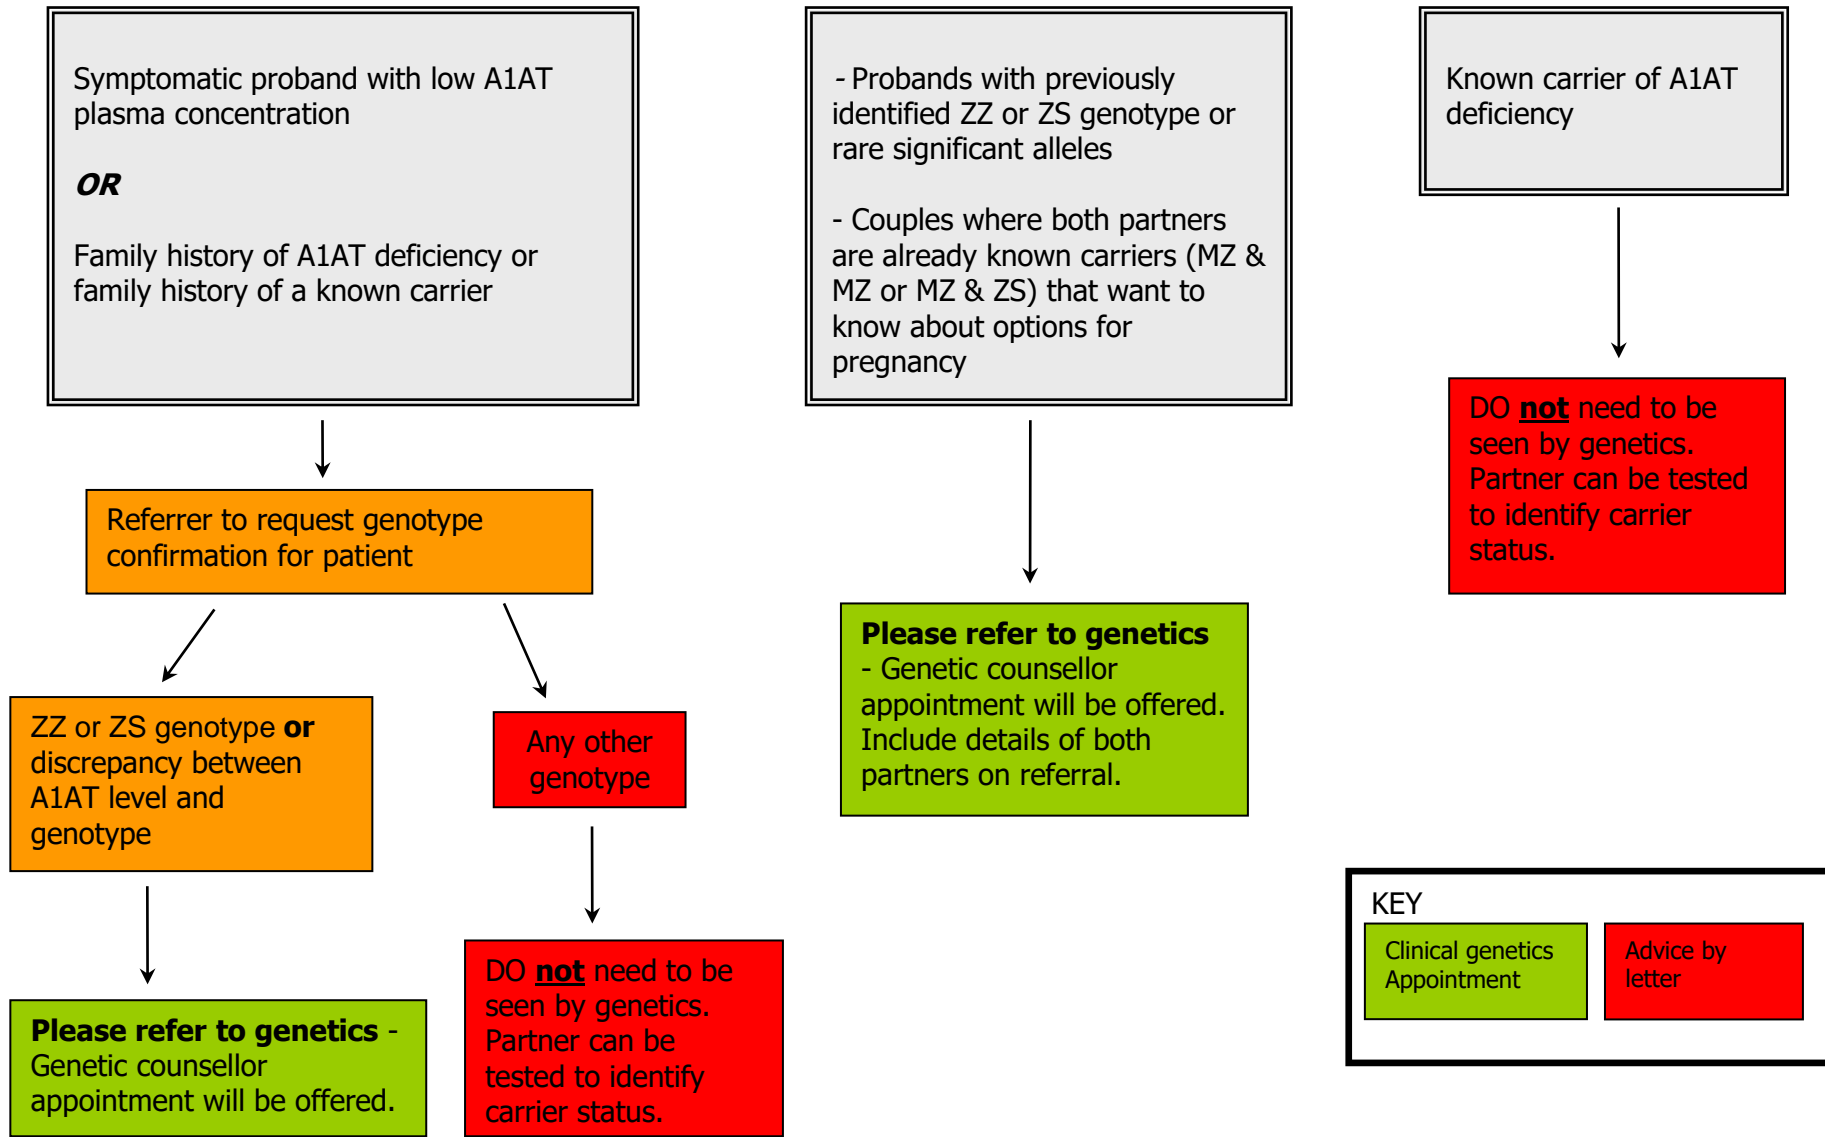 Symptomatic proband with low A1AT
plasma concentration
OR
Family history of A1AT deficiency or
family history of a known carrier
- Probands with previously
identified ZZ or ZS genotype or
rare significant alleles
- Couples where both partners
are already known carriers (MZ &
MZ or MZ & ZS) that want to
know about options for
pregnancy
Known carrier of A1AT
deficiency
Referrer to request genotype
confirmation for patient
ZZ or ZS genotype or
discrepancy between
A1AT level and
genotype
Any other
genotype
Please refer to genetics -
Genetic counsellor
appointment will be offered.
DO not need to be
seen by genetics.
Partner can be
tested to identify
carrier status.
Please refer to genetics
- Genetic counsellor
appointment will be offered.
Include details of both
partners on referral.
DO not need to be
seen by genetics.
Partner can be tested
to identify carrier
status.
KEY
Clinical genetics
Appointment
Advice by
letter